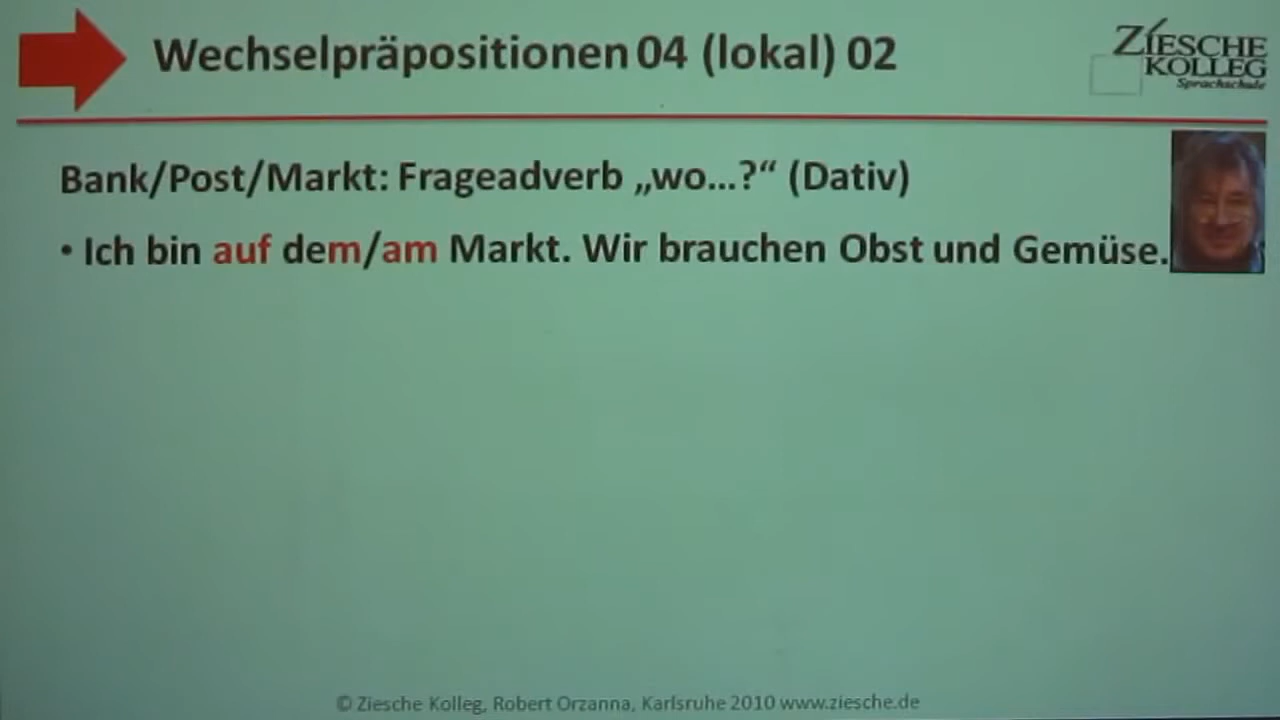 Wechselpräpositionen 04 (lokal) 02
ZIESCHE
KOLLEG
Sprachschule
Bank/Post/Markt: Frageadverb „wo...?“ (Dativ)
• Ich bin auf dem/am Markt. Wir brauchen Obst und Gemüse.
© Ziesche Kolleg, Robert Orzanna, Karlsruhe 2010 www.ziesche.de